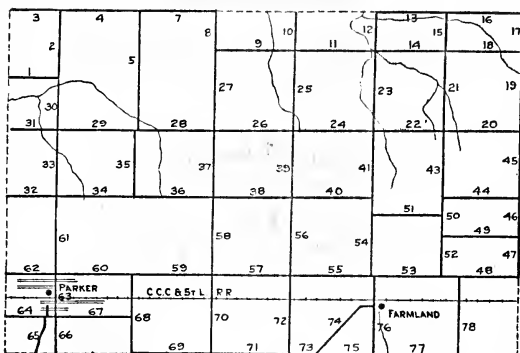 3 4 7 8 10 12 13 15 16 17
2 5 9 11 14 18
1 27 25 23 21 19
30
31 29 28 26 24 22 20
33 35 37 39 41 43 45
32 34 36 38 40 44
51 50 46
49
61 58 56 54 52 47
62 60 59 57 55 53 48
PARKER C.C.C & ST L R.R.
63 FARMLAND
64 67 68 70 72 74 76 78
65 66 69 71 73 75 77